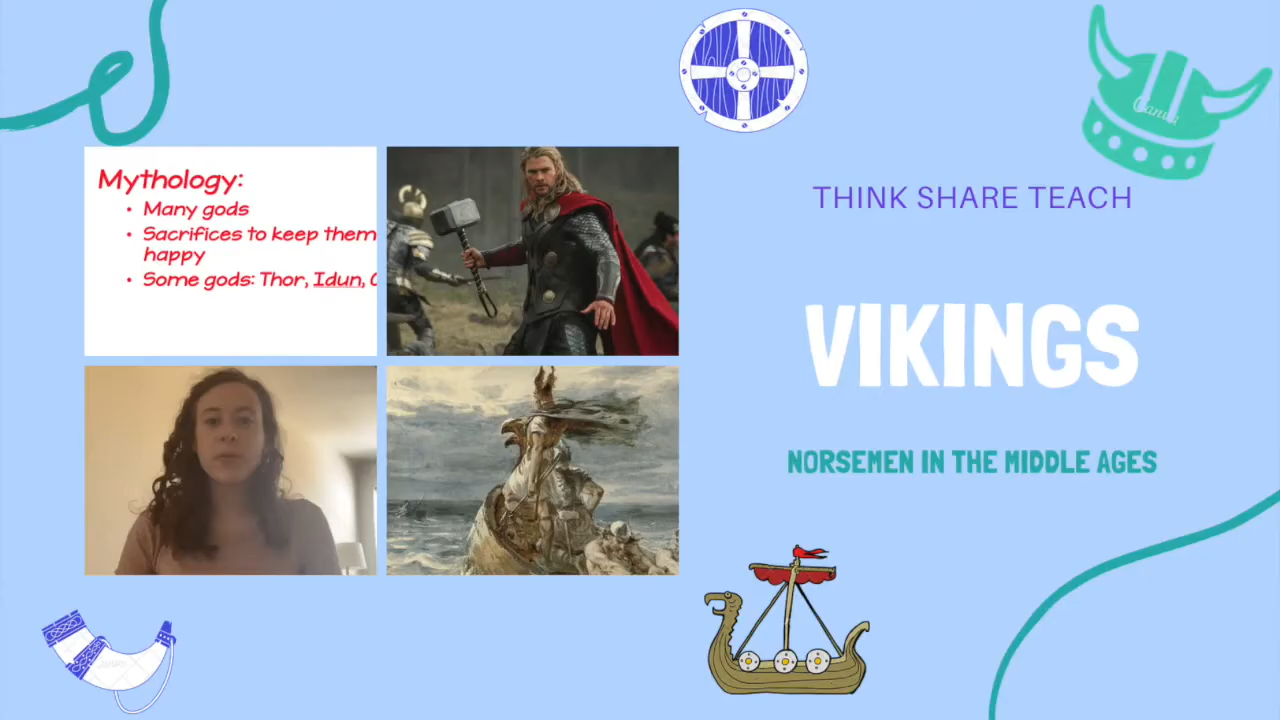 Mythology:
• Many gods
• Sacrifices to keep them
happy
• Some gods: Thor, Idun,
THINK SHARE TEACH
VIKINGS
NORSEMEN IN THE MIDDLE AGES
Canva